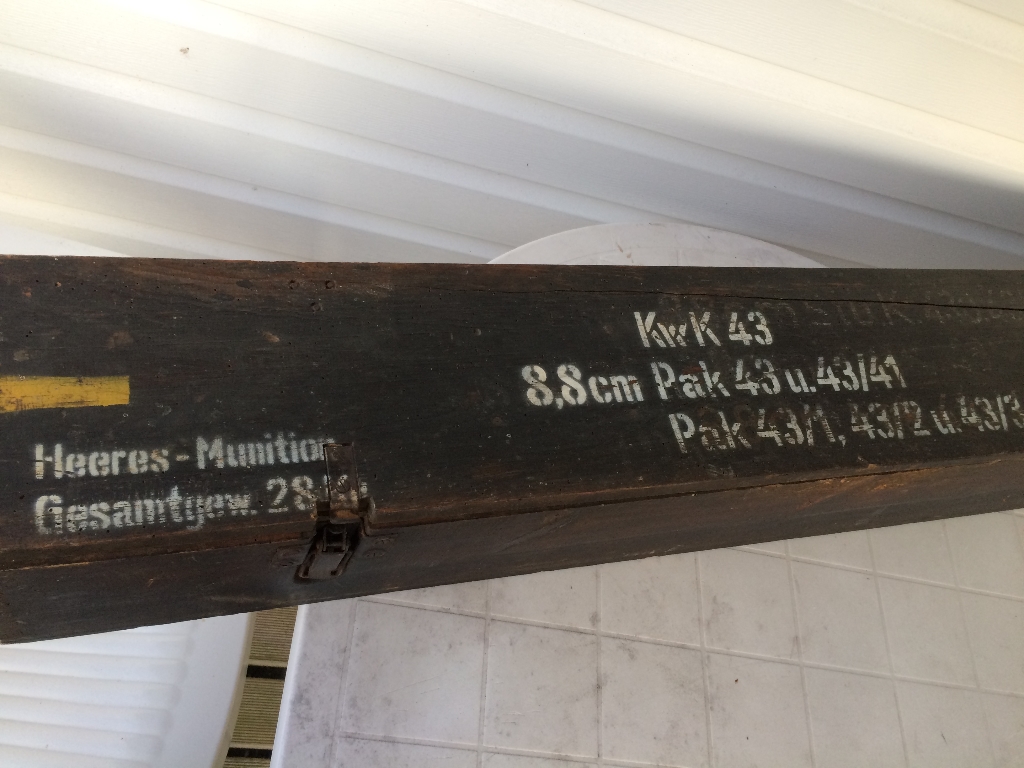 KwK 43
8,8cm Pak 43 u. 43/41
Pak 43/1, 43/2 u. 43/3
Heeres-Munition
Gesamtgew. 28